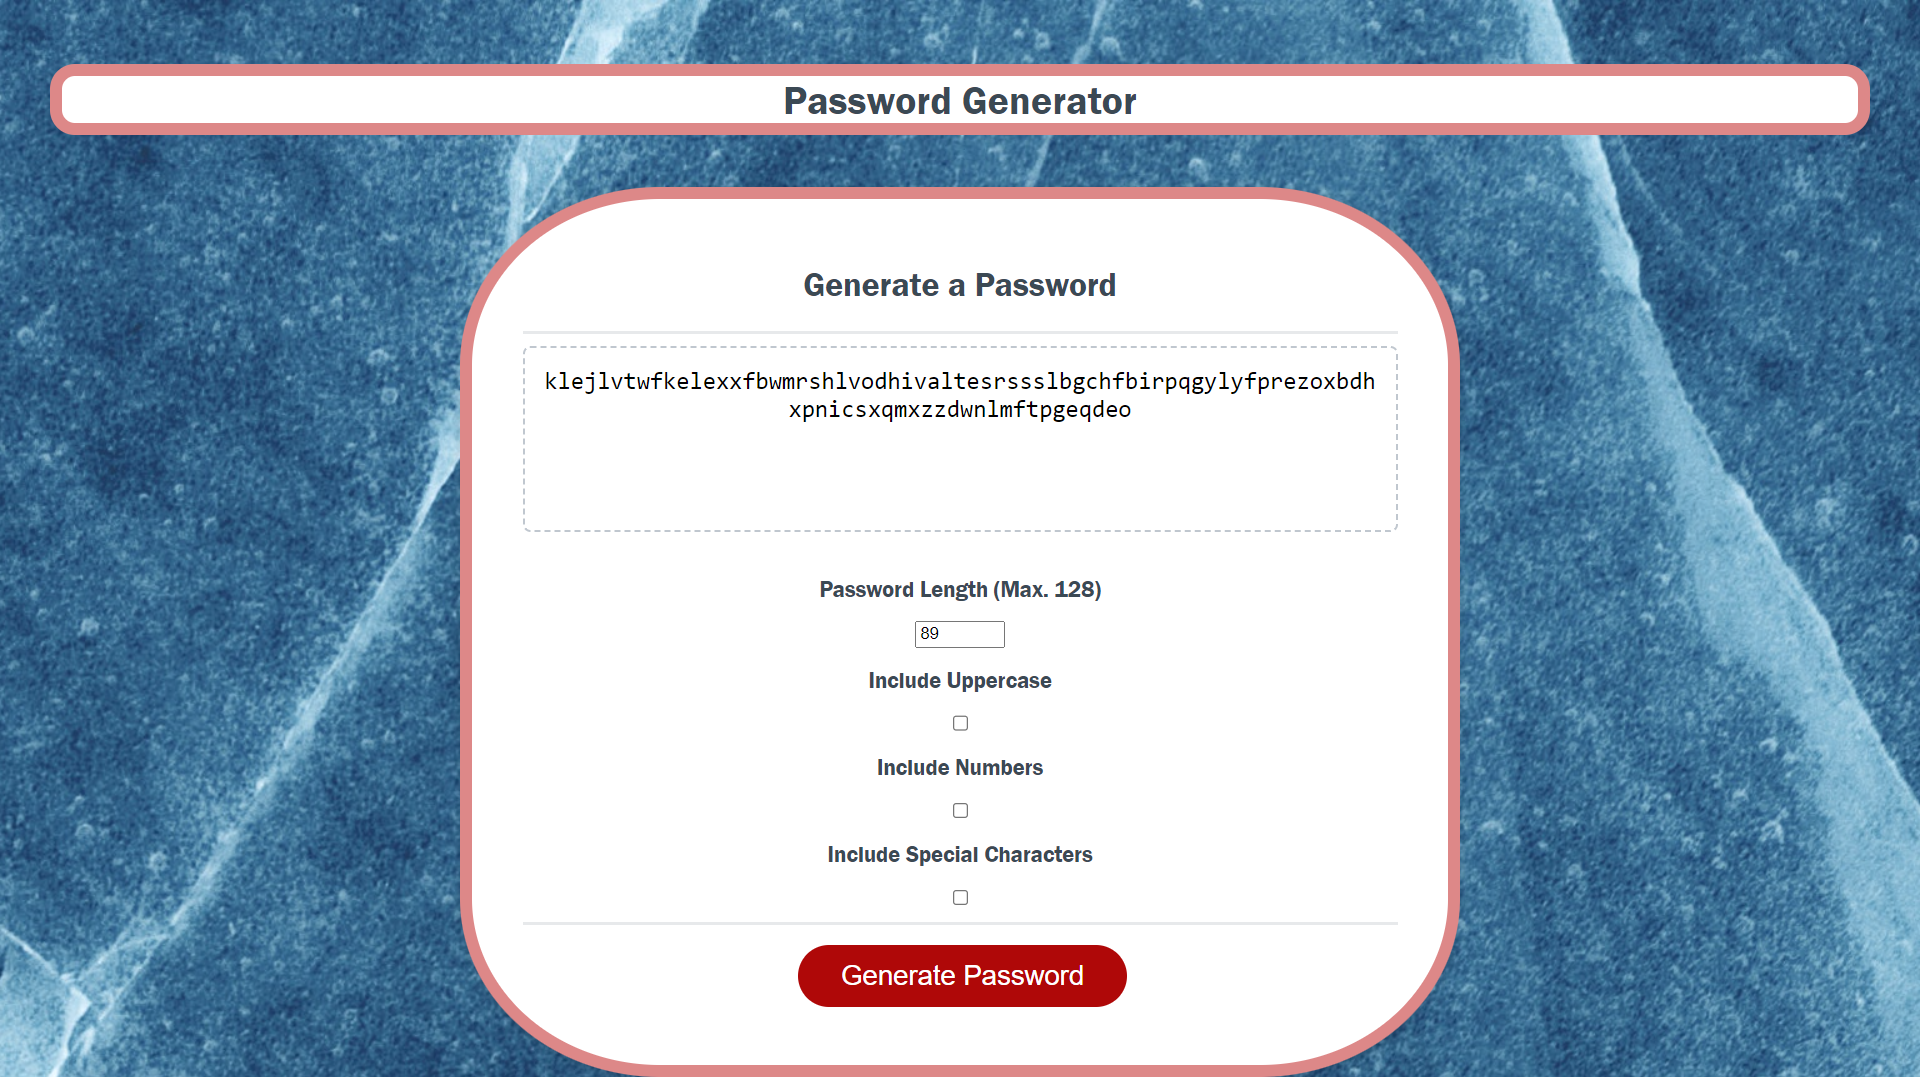 Password Generator
Generate a Password
klejlvtwfkelexxfbwmrshlvodhivaltesrssslbgchfbirpqgylyfprezoxbdh
xpnicsxqmxzzdwnlmftpgeqdeo
Password Length (Max. 128)
89
Include Uppercase
Include Numbers
Include Special Characters
Generate Password